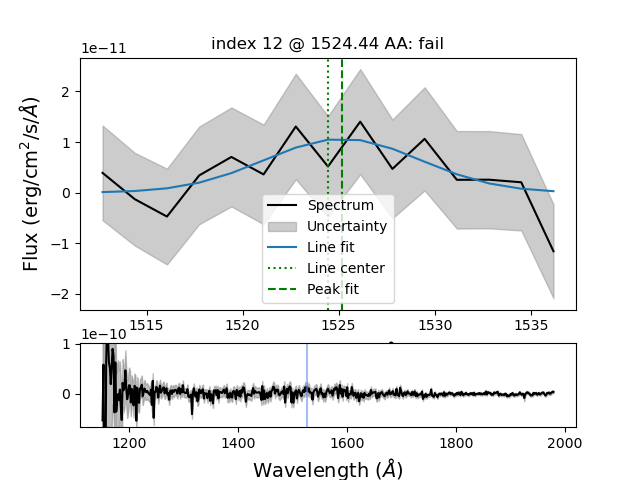 index 12 @ 1524.44 AA: fail
1e−11
2
1
0
−1
−2
Flux (erg/cm²/s/Å)
Spectrum
Uncertainty
Line fit
Line center
Peak fit
1515
1520
1525
1530
1535
1e−10
1
0
1200
1400
1600
1800
2000
Wavelength (Å)